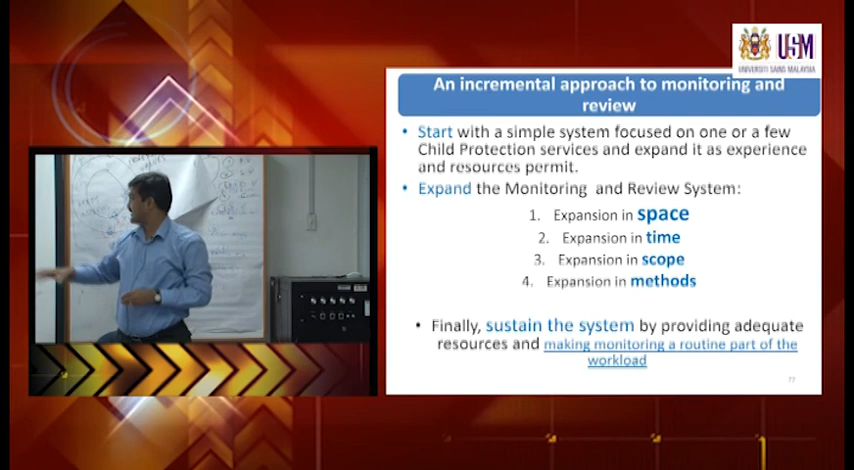 USM
UNIVERSITI SAINS MALAYSIA
An incremental approach to monitoring and
review
• Start with a simple system focused on one or a few
Child Protection services and expand it as experience
and resources permit.
• Expand the Monitoring and Review System:
1. Expansion in space
2. Expansion in time
3. Expansion in scope
4. Expansion in methods
• Finally, sustain the system by providing adequate
resources and making monitoring a routine part of the
workload
77